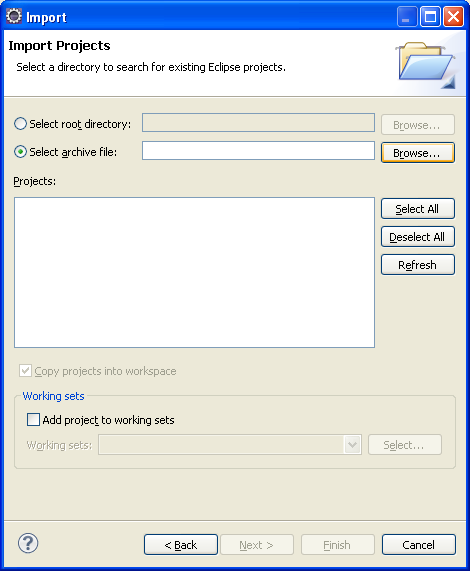 Import
Import Projects
Select a directory to search for existing Eclipse projects.
Select root directory: Browse...
Select archive file: Browse...
Projects:
Select All
Deselect All
Refresh
Copy projects into workspace
Working sets
Add project to working sets
Working sets: Select...
? < Back Next > Finish Cancel